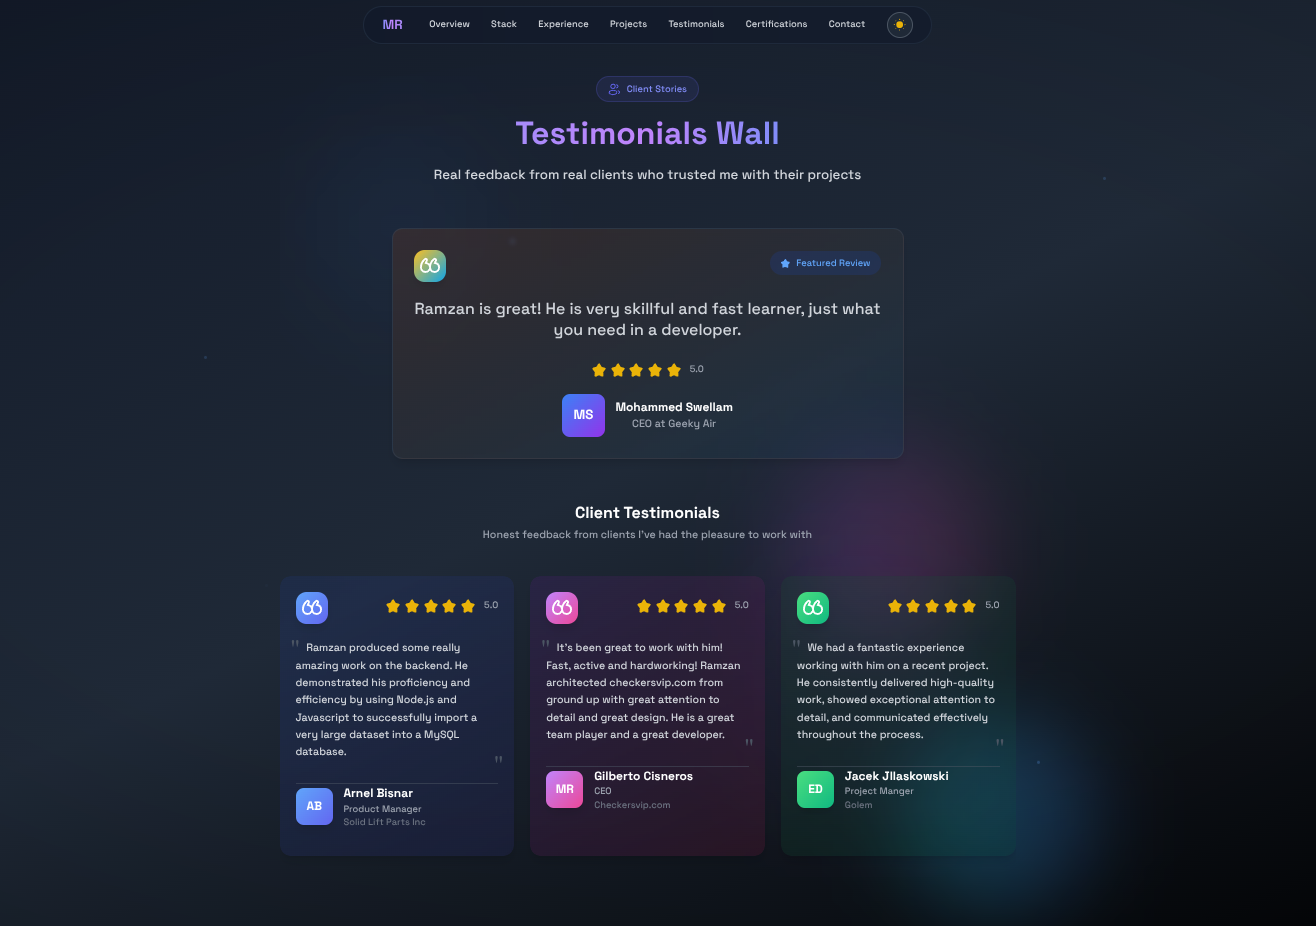 MR Overview Stack Experience Projects Testimonials Certifications Contact
Client Stories
Testimonials Wall
Real feedback from real clients who trusted me with their projects
Featured Review
Ramzan is great! He is very skillful and fast learner, just what
you need in a developer.
5.0
MS
Mohammed Swellam
CEO at Geeky Air
Client Testimonials
Honest feedback from clients I've had the pleasure to work with
5.0
" Ramzan produced some really
amazing work on the backend. He
demonstrated his proficiency and
efficiency by using Node.js and
Javascript to successfully import a
very large dataset into a MySQL
database. "
AB
Arnel Bisnar
Product Manager
Solid Lift Parts Inc
5.0
" It's been great to work with him!
Fast, active and hardworking! Ramzan
architected checkersvip.com from
ground up with great attention to
detail and great design. He is a great
team player and a great developer. "
MR
Gilberto Cisneros
CEO
Checkersvip.com
5.0
" We had a fantastic experience
working with him on a recent project.
He consistently delivered high-quality
work, showed exceptional attention to
detail, and communicated effectively
throughout the process. "
ED
Jacek Jllaskowski
Project Manger
Golem